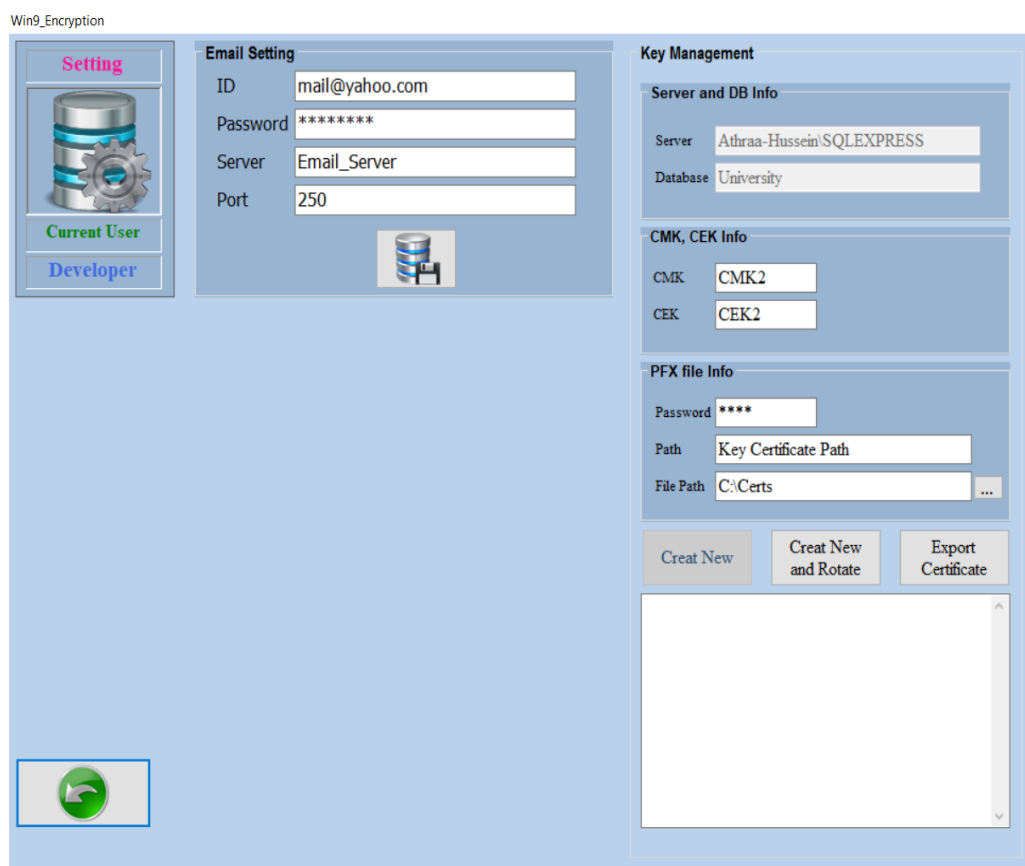 Win9_Encryption
Setting
Current User
Developer
Email Setting
ID mail@yahoo.com
Password ********
Server Email_Server
Port 250
Key Management
Server and DB Info
Server Athraa-Hussein\SQLEXPRESS
Database University
CMK, CEK Info
CMK CMK2
CEK CEK2
PFX file Info
Password ****
Path Key Certificate Path
File Path C:\Certs ...
Creat New
Creat New
and Rotate
Export
Certificate